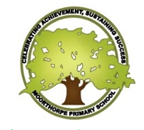 CELEBRATING ACHIEVEMENT, SUSTAINING SUCCESS
MOORTHORPE PRIMARY SCHOOL